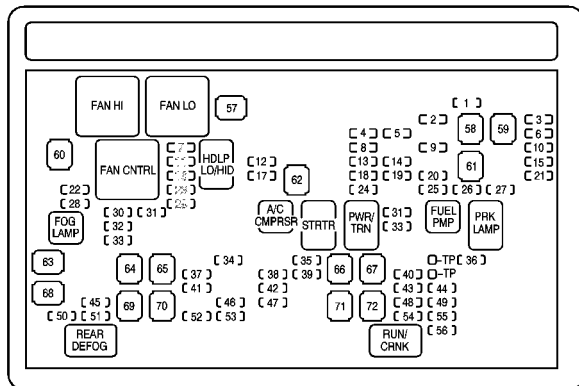 1
FAN HI FAN LO 57
2 58 59 3
4 5 6
60 FAN CNTRL HDLP LO/HID 8 9 10
12 13 14 61 15
17 62 18 19 20 21
22 24 25 26 27
28 30 31 A/C CMPRSR STRTR PWR/TRN 31 FUEL PMP PRK LAMP
FOG LAMP 32 33
33
63 64 65 34 35 66 67 -TP 36
37 38 39 40 -TP
68 41 42 43 44
45 69 70 46 47 71 72 48 49
50 51 52 53 54 55
56
REAR DEFOG RUN/CRNK